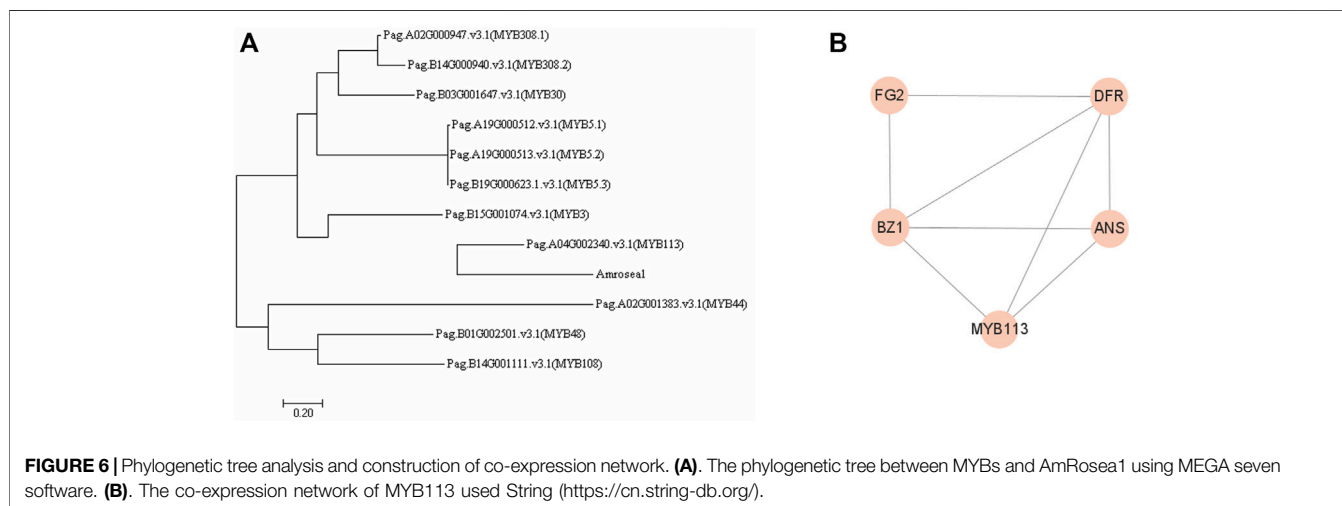 A
Pag.A02G000947.v3.1(MYB308.1)
Pag.B14G000940.v3.1(MYB308.2)
Pag.B03G001647.v3.1(MYB30)
Pag.A19G000512.v3.1(MYB5.1)
Pag.A19G000513.v3.1(MYB5.2)
Pag.B19G000623.1.v3.1(MYB5.3)
Pag.B15G001074.v3.1(MYB3)
Pag.A04G002340.v3.1(MYB113)
Amrosea1
Pag.A02G001383.v3.1(MYB44)
Pag.B01G002501.v3.1(MYB48)
Pag.B14G001111.v3.1(MYB108)
0.20
B
FG2
DFR
BZ1
ANS
MYB113
FIGURE 6 | Phylogenetic tree analysis and construction of co-expression network. (A). The phylogenetic tree between MYBs and AmRosea1 using MEGA seven
software. (B). The co-expression network of MYB113 used String (https://cn.string-db.org/).